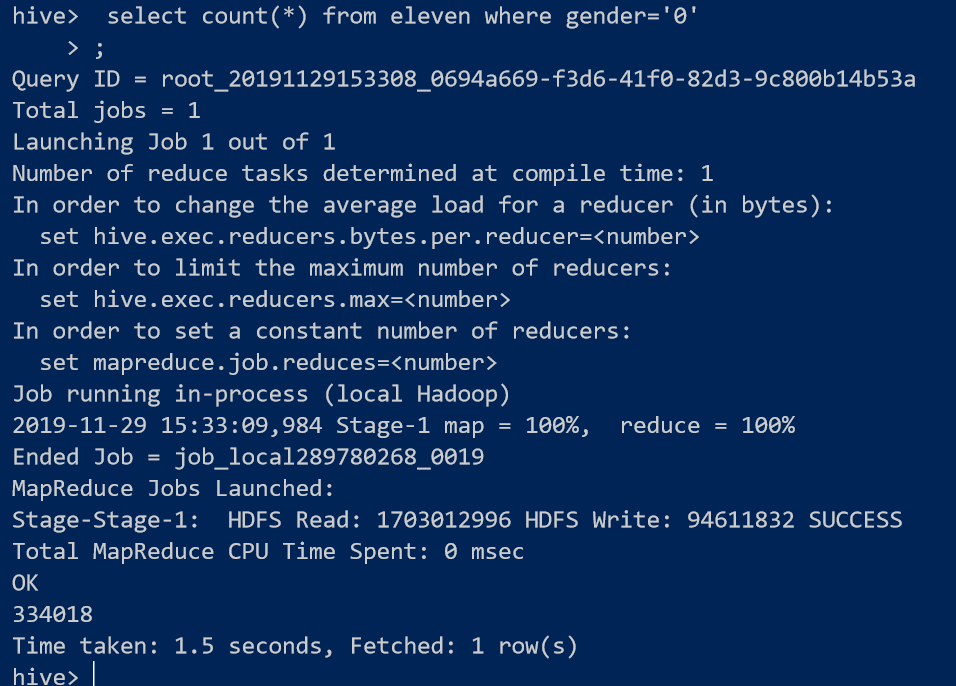 hive>  select count(*) from eleven where gender='0'
    > ;
Query ID = root_20191129153308_0694a669-f3d6-41f0-82d3-9c800b14b53a
Total jobs = 1
Launching Job 1 out of 1
Number of reduce tasks determined at compile time: 1
In order to change the average load for a reducer (in bytes):
  set hive.exec.reducers.bytes.per.reducer=<number>
In order to limit the maximum number of reducers:
  set hive.exec.reducers.max=<number>
In order to set a constant number of reducers:
  set mapreduce.job.reduces=<number>
Job running in-process (local Hadoop)
2019-11-29 15:33:09,984 Stage-1 map = 100%,  reduce = 100%
Ended Job = job_local289780268_0019
MapReduce Jobs Launched:
Stage-Stage-1:  HDFS Read: 1703012996 HDFS Write: 94611832 SUCCESS
Total MapReduce CPU Time Spent: 0 msec
OK
334018
Time taken: 1.5 seconds, Fetched: 1 row(s)
hive>